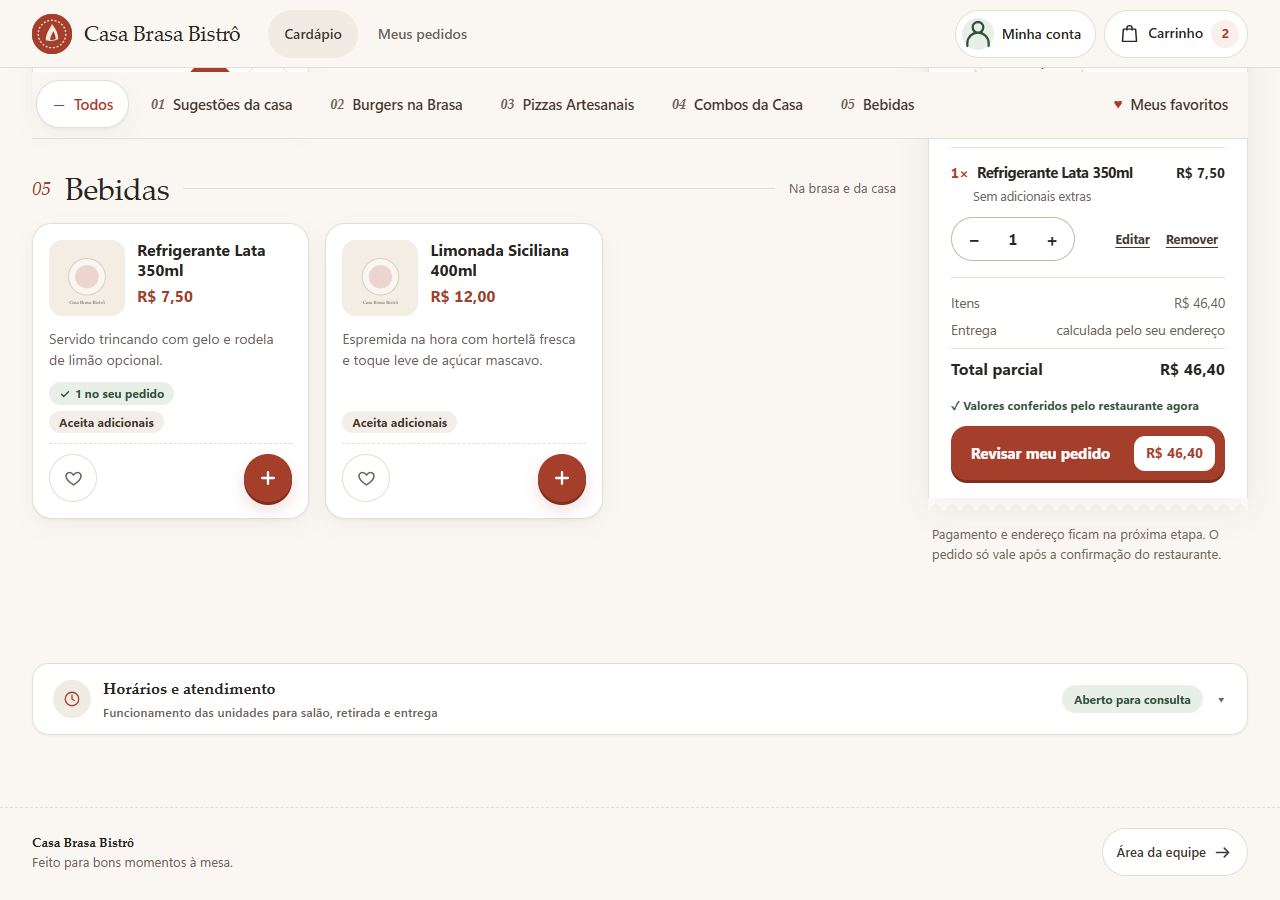 Casa Brasa Bistrô
Cardápio
Meus pedidos
Minha conta
Carrinho
2
– Todos
01 Sugestões da casa
02 Burgers na Brasa
03 Pizzas Artesanais
04 Combos da Casa
05 Bebidas
♥ Meus favoritos
05 Bebidas
Na brasa e da casa
Casa Brasa Bistrô
Refrigerante Lata
350ml
R$ 7,50
Servido trincando com gelo e rodela
de limão opcional.
✓ 1 no seu pedido
Aceita adicionais
+
Casa Brasa Bistrô
Limonada Siciliana
400ml
R$ 12,00
Espremida na hora com hortelã fresca
e toque leve de açúcar mascavo.
Aceita adicionais
+
1× Refrigerante Lata 350ml R$ 7,50
Sem adicionais extras
− 1 +
Editar
Remover
Itens R$ 46,40
Entrega calculada pelo seu endereço
Total parcial R$ 46,40
✓ Valores conferidos pelo restaurante agora
Revisar meu pedido R$ 46,40
Pagamento e endereço ficam na próxima etapa. O
pedido só vale após a confirmação do restaurante.
Horários e atendimento
Funcionamento das unidades para salão, retirada e entrega
Aberto para consulta ▾
Casa Brasa Bistrô
Feito para bons momentos à mesa.
Área da equipe →